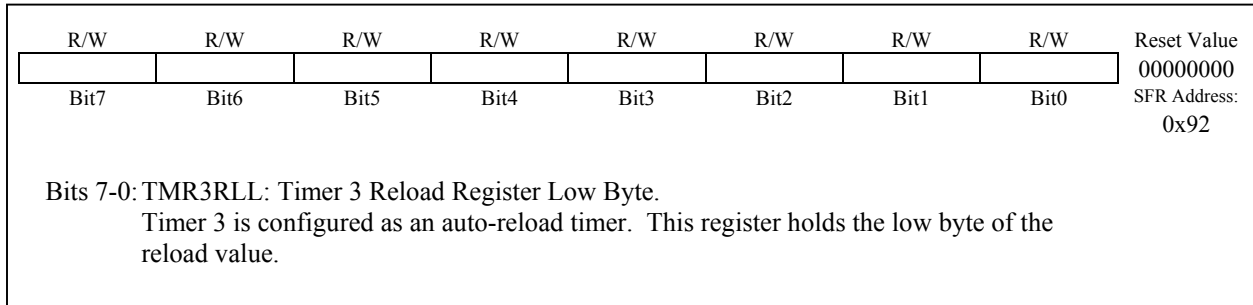 R/W R/W R/W R/W R/W R/W R/W R/W Reset Value
00000000
Bit7 Bit6 Bit5 Bit4 Bit3 Bit2 Bit1 Bit0 SFR Address:
0x92
Bits 7-0: TMR3RLL: Timer 3 Reload Register Low Byte.
Timer 3 is configured as an auto-reload timer. This register holds the low byte of the
reload value.